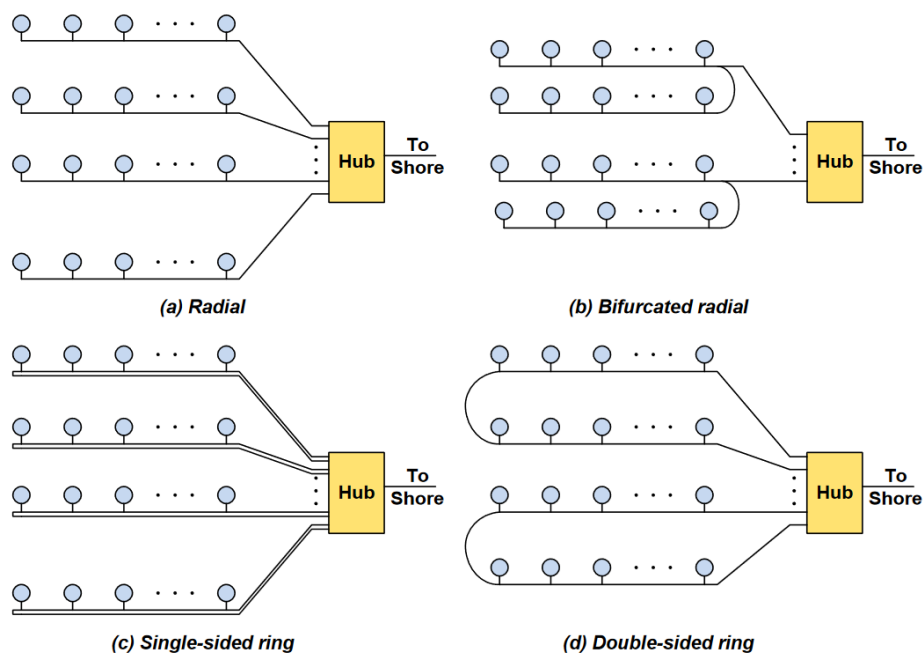 Hub
To
Shore
(a) Radial
Hub
To
Shore
(b) Bifurcated radial
Hub
To
Shore
(c) Single-sided ring
Hub
To
Shore
(d) Double-sided ring